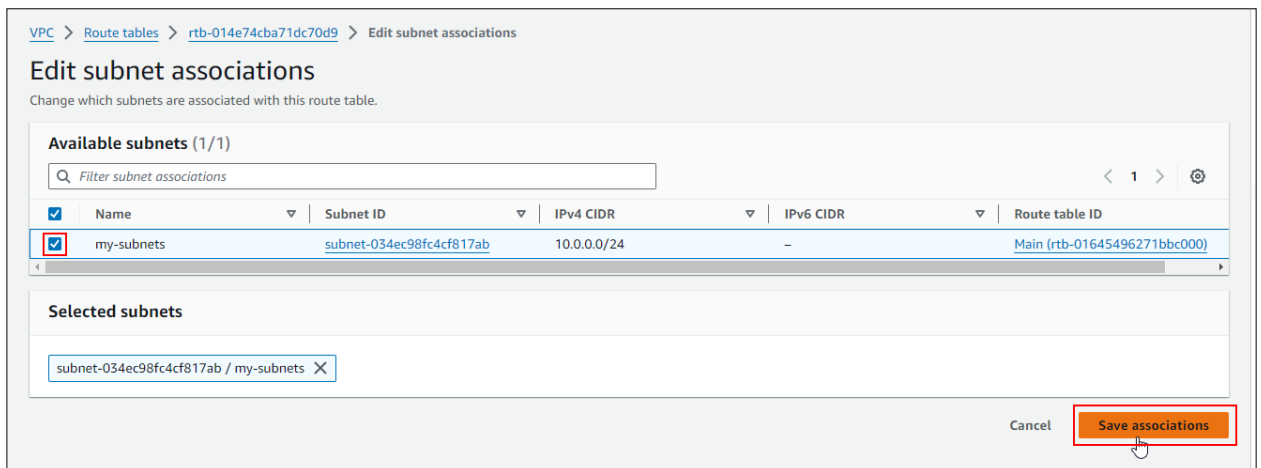 VPC > Route tables > rtb-014e74cba71dc70d9 > Edit subnet associations
Edit subnet associations
Change which subnets are associated with this route table.
Available subnets (1/1)
Filter subnet associations
< 1 >
Name Subnet ID IPv4 CIDR IPv6 CIDR Route table ID
my-subnets subnet-034ec98fc4cf817ab 10.0.0.0/24 – Main (rtb-01645496271bbc000)
Selected subnets
subnet-034ec98fc4cf817ab / my-subnets X
Cancel Save associations